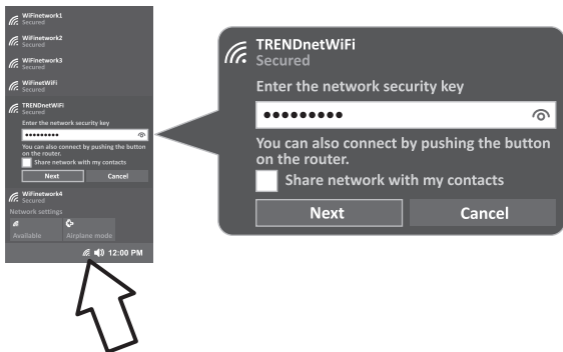 WiFinetwork1
Secured
WiFinetwork2
Secured
WiFinetwork3
Secured
WiFinetWiFi
Secured
TRENDnetWiFi
Secured
Enter the network security key
•••••••••
You can also connect by pushing the button
on the router.
Share network with my contacts
Next Cancel
WiFinetwork4
Secured
Network settings
Available Airplane mode
12:00 PM
TRENDnetWiFi
Secured
Enter the network security key
•••••••••
You can also connect by pushing the button
on the router.
Share network with my contacts
Next Cancel